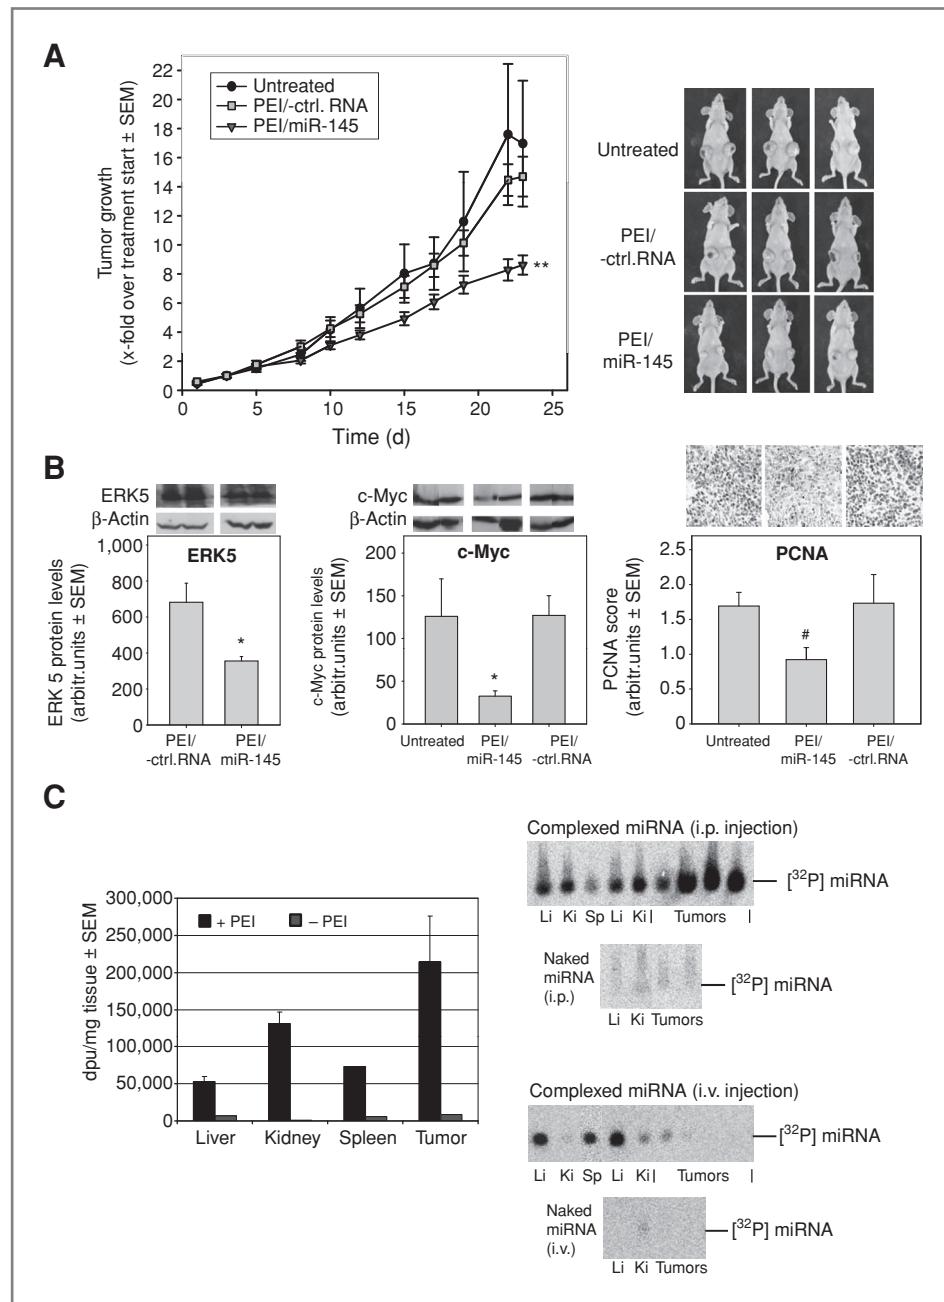 A
Tumor growth
(x-fold over treatment start ± SEM)
22
20
18
16
14
12
10
8
6
4
2
0
Untreated
PEI/-ctrl. RNA
PEI/miR-145
**
0 5 10 15 20 25
Time (d)
Untreated
PEI/
-ctrl.RNA
PEI/
miR-145
B
ERK5
β-Actin
ERK 5 protein levels
(arbitr.units ± SEM)
1,000
800
600
400
200
0
ERK5
*
PEI/ PEI/
-ctrl.RNA miR-145
c-Myc
β-Actin
c-Myc protein levels
(arbitr.units ± SEM)
200
150
100
50
0
c-Myc
*
Untreated PEI/ PEI/
miR-145 -ctrl.RNA
PCNA score
(arbitr.units ± SEM)
2.5
2.0
1.5
1.0
0.5
0
PCNA
#
Untreated PEI/ PEI/
miR-145 -ctrl.RNA
C
dpu/mg tissue ± SEM
300,000
250,000
200,000
150,000
100,000
50,000
0
+ PEI – PEI
Liver Kidney Spleen Tumor
Complexed miRNA (i.p. injection)
[32P] miRNA
Li Ki Sp Li Ki | Tumors |
Naked
miRNA
(i.p.)
[32P] miRNA
Li Ki Tumors
Complexed miRNA (i.v. injection)
[32P] miRNA
Li Ki Sp Li Ki | Tumors |
Naked
miRNA
(i.v.)
[32P] miRNA
Li Ki Tumors